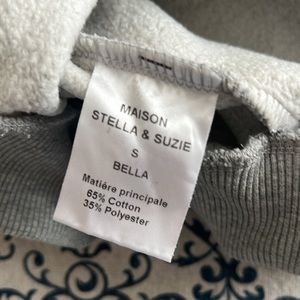 MAISON
STELLA & SUZIE
S
BELLA
Matière principale
65% Cotton
35% Polyester